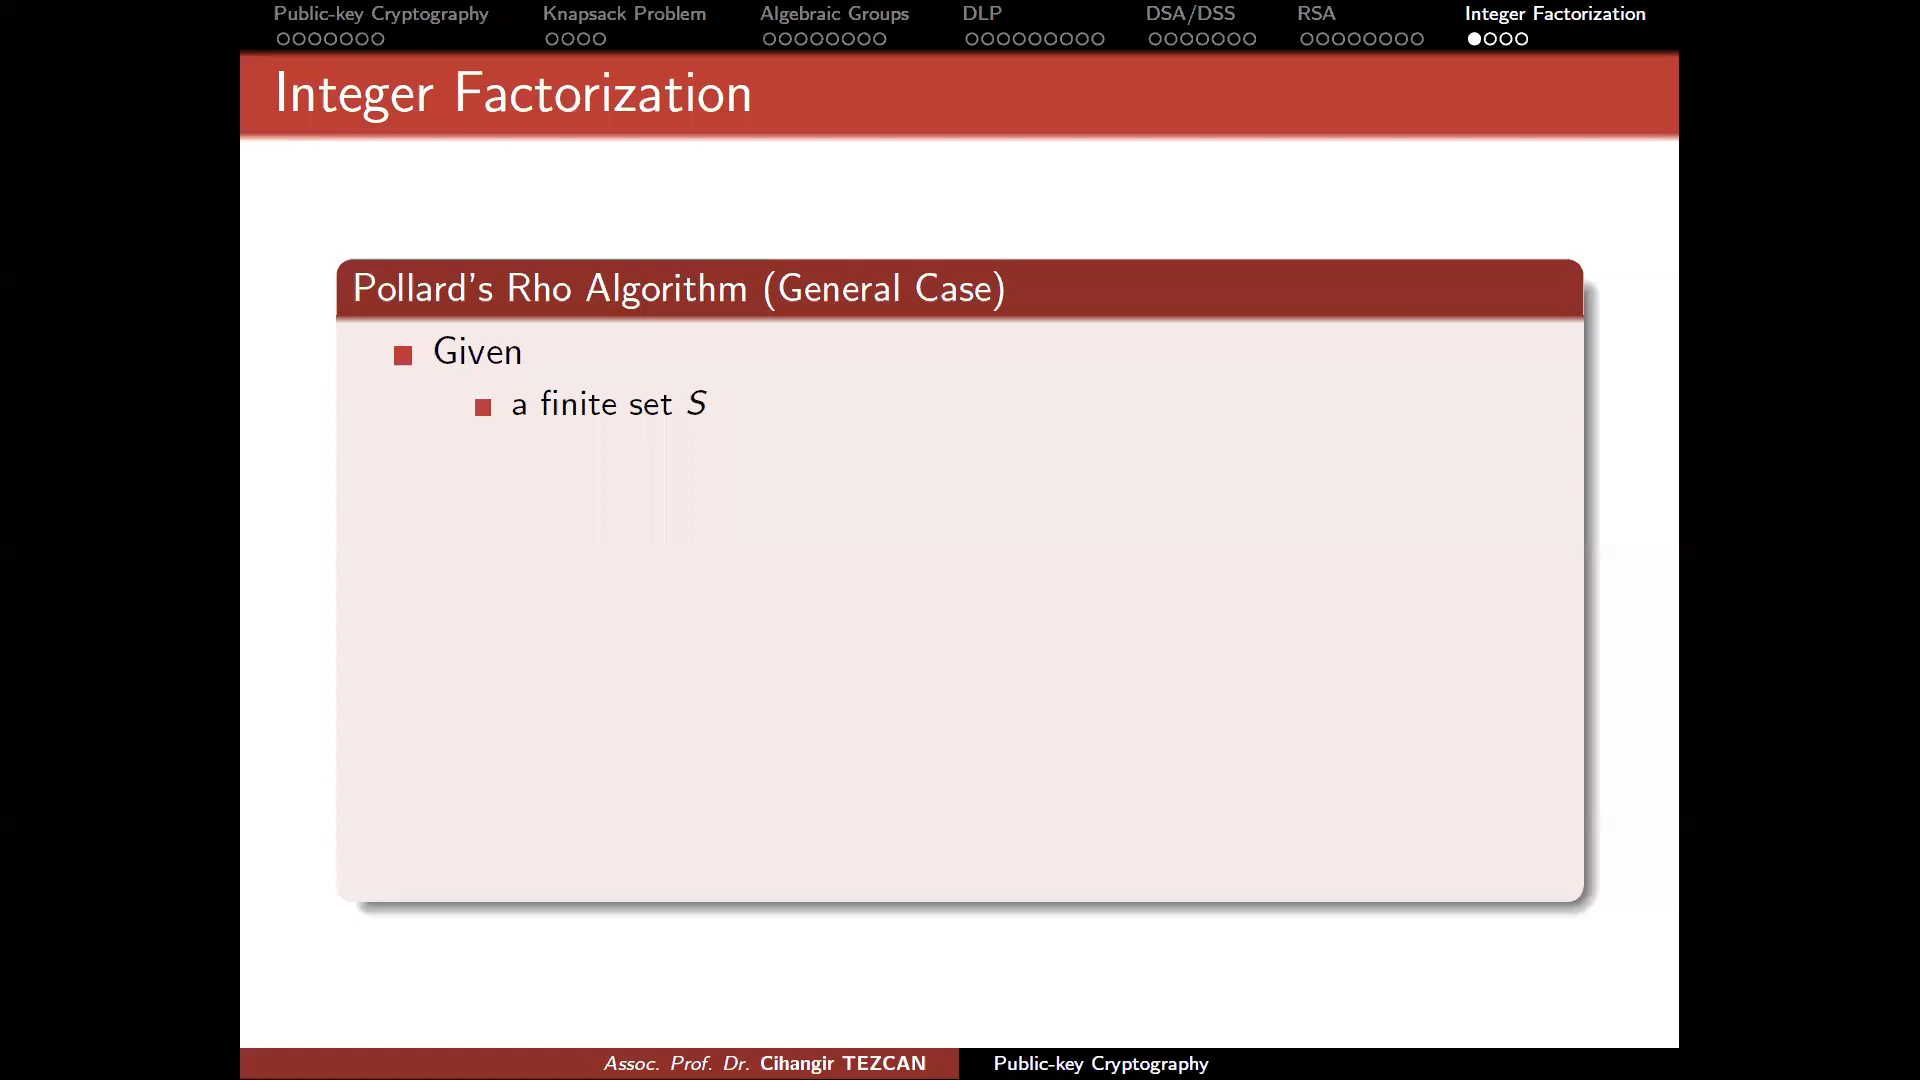 Public-key Cryptography Knapsack Problem Algebraic Groups DLP DSA/DSS RSA Integer Factorization
Integer Factorization
Pollard's Rho Algorithm (General Case)
Given
a finite set S
Assoc. Prof. Dr. Cihangir TEZCAN Public-key Cryptography